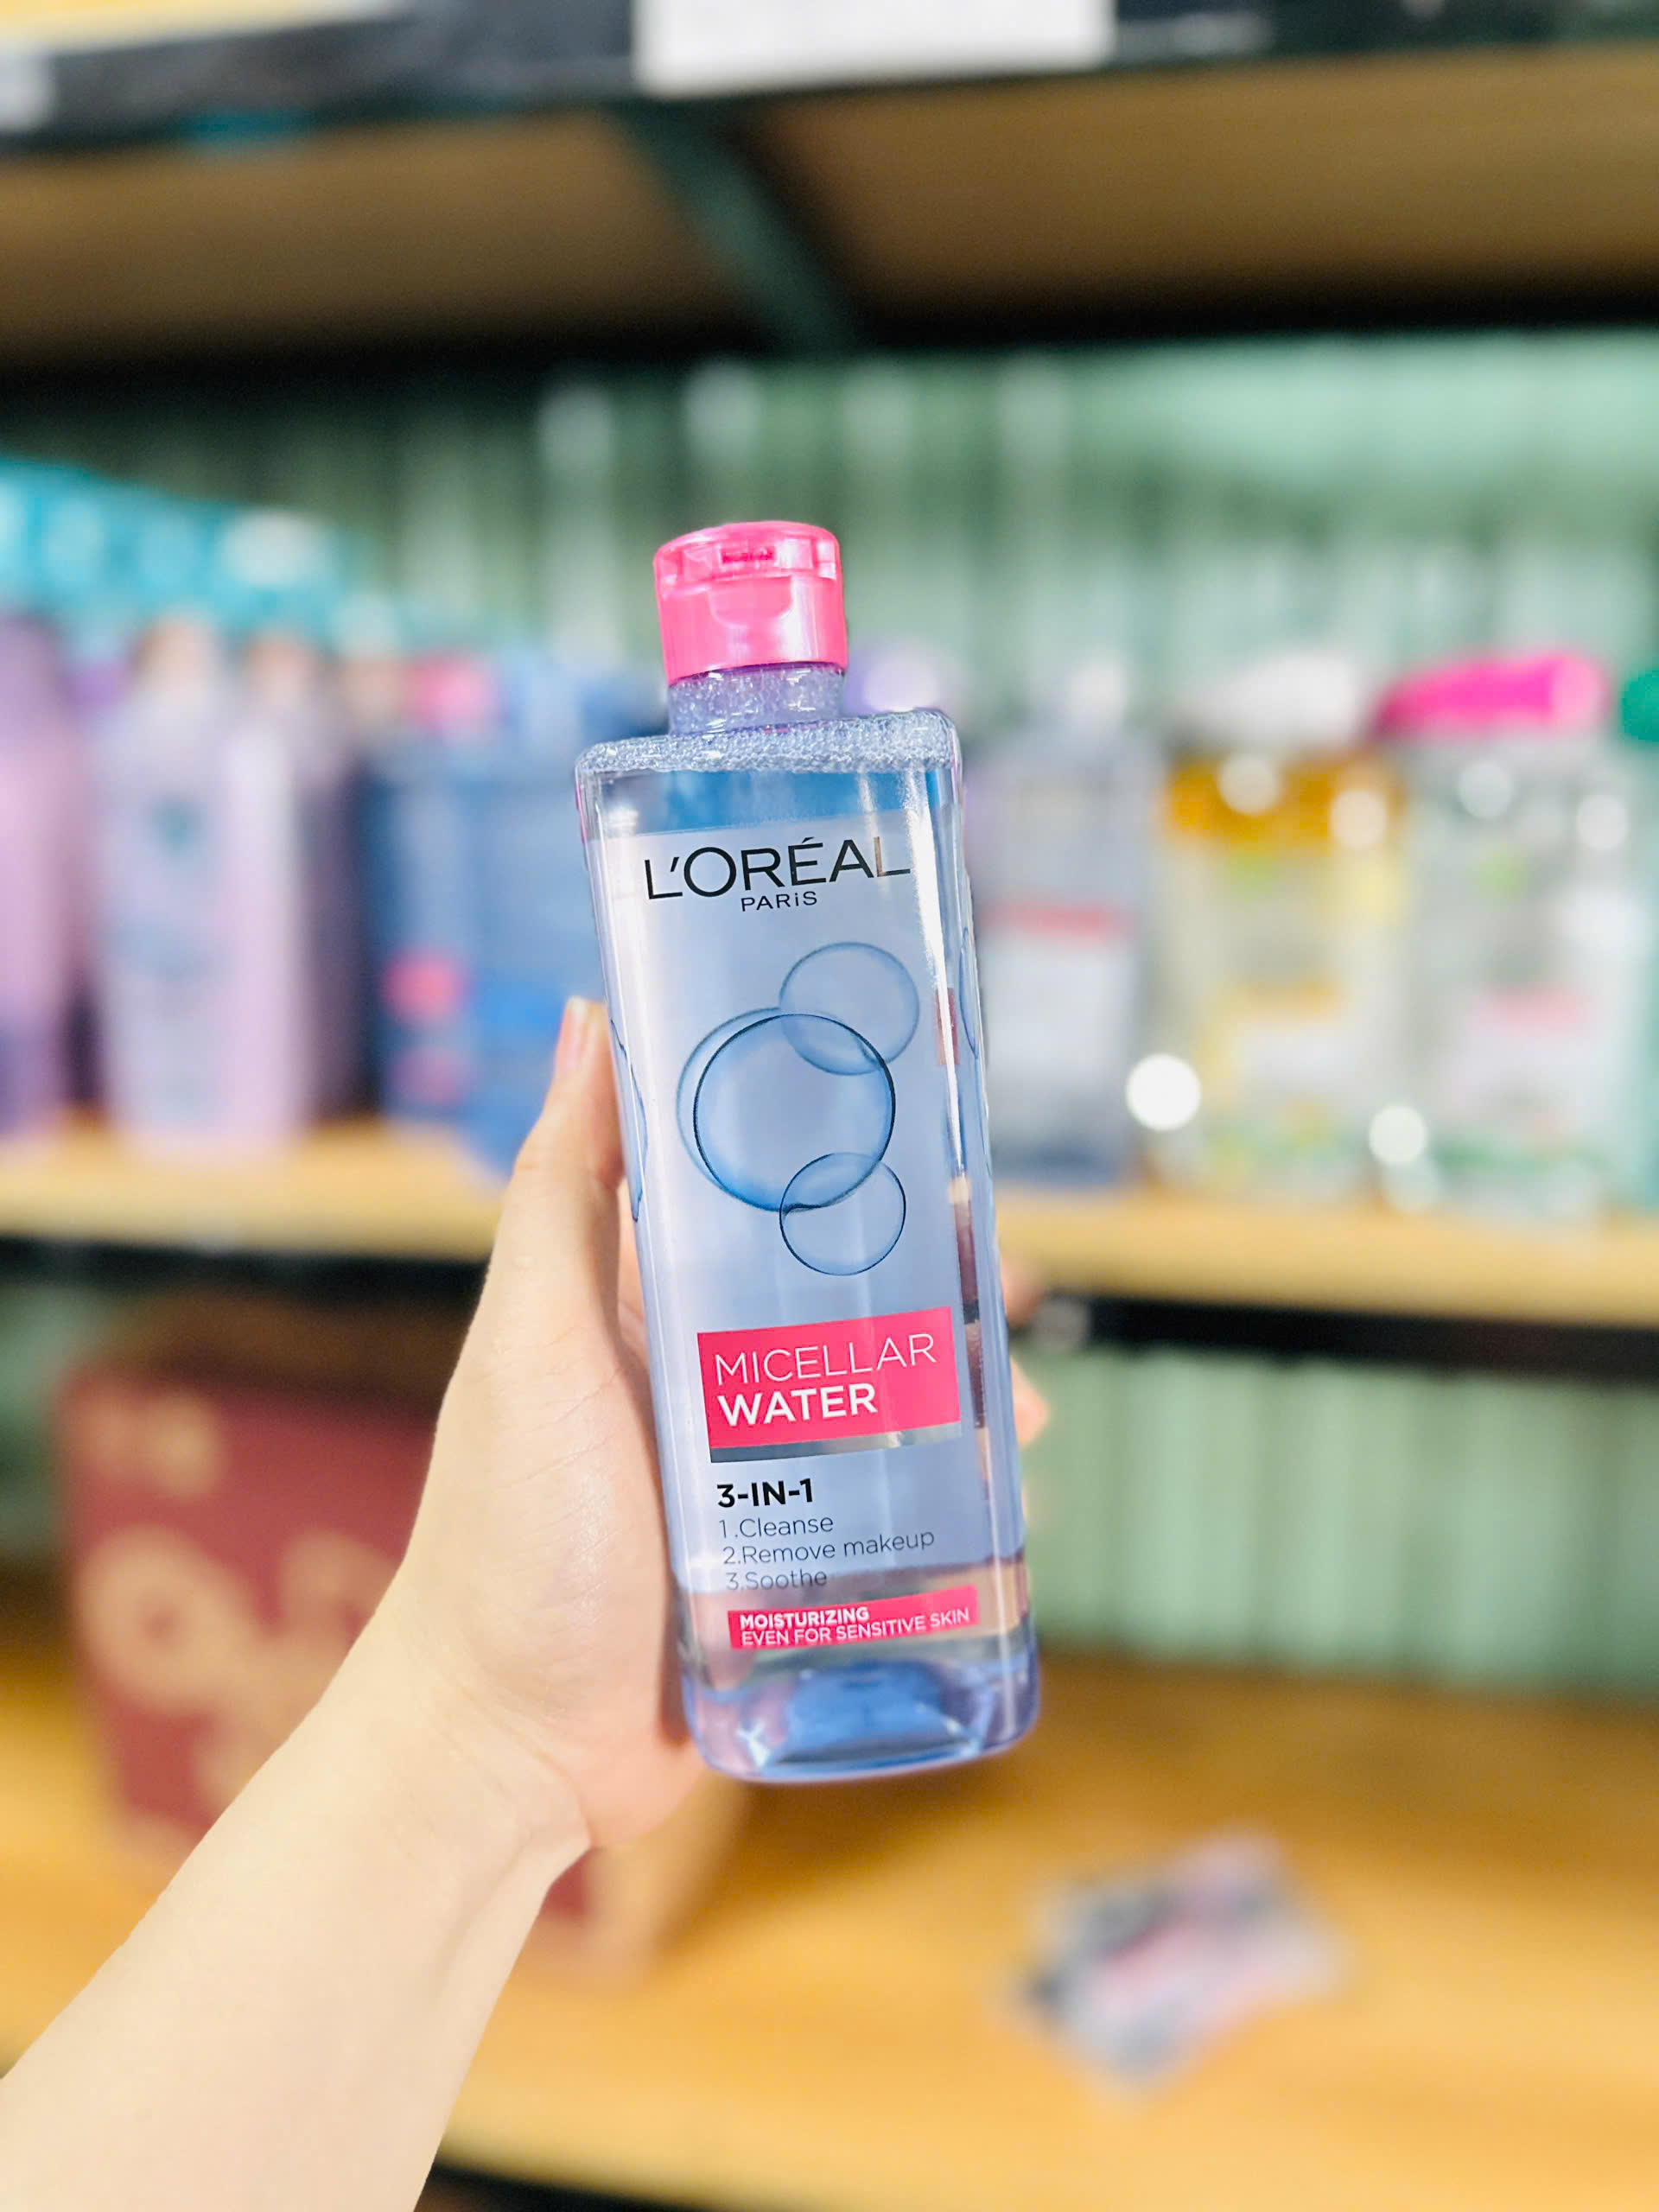 L'ORÉAL
PARiS
MICELLAR
WATER
3-IN-1
1.Cleanse
2.Remove makeup
3.Soothe
MOISTURIZING
EVEN FOR SENSITIVE SKIN